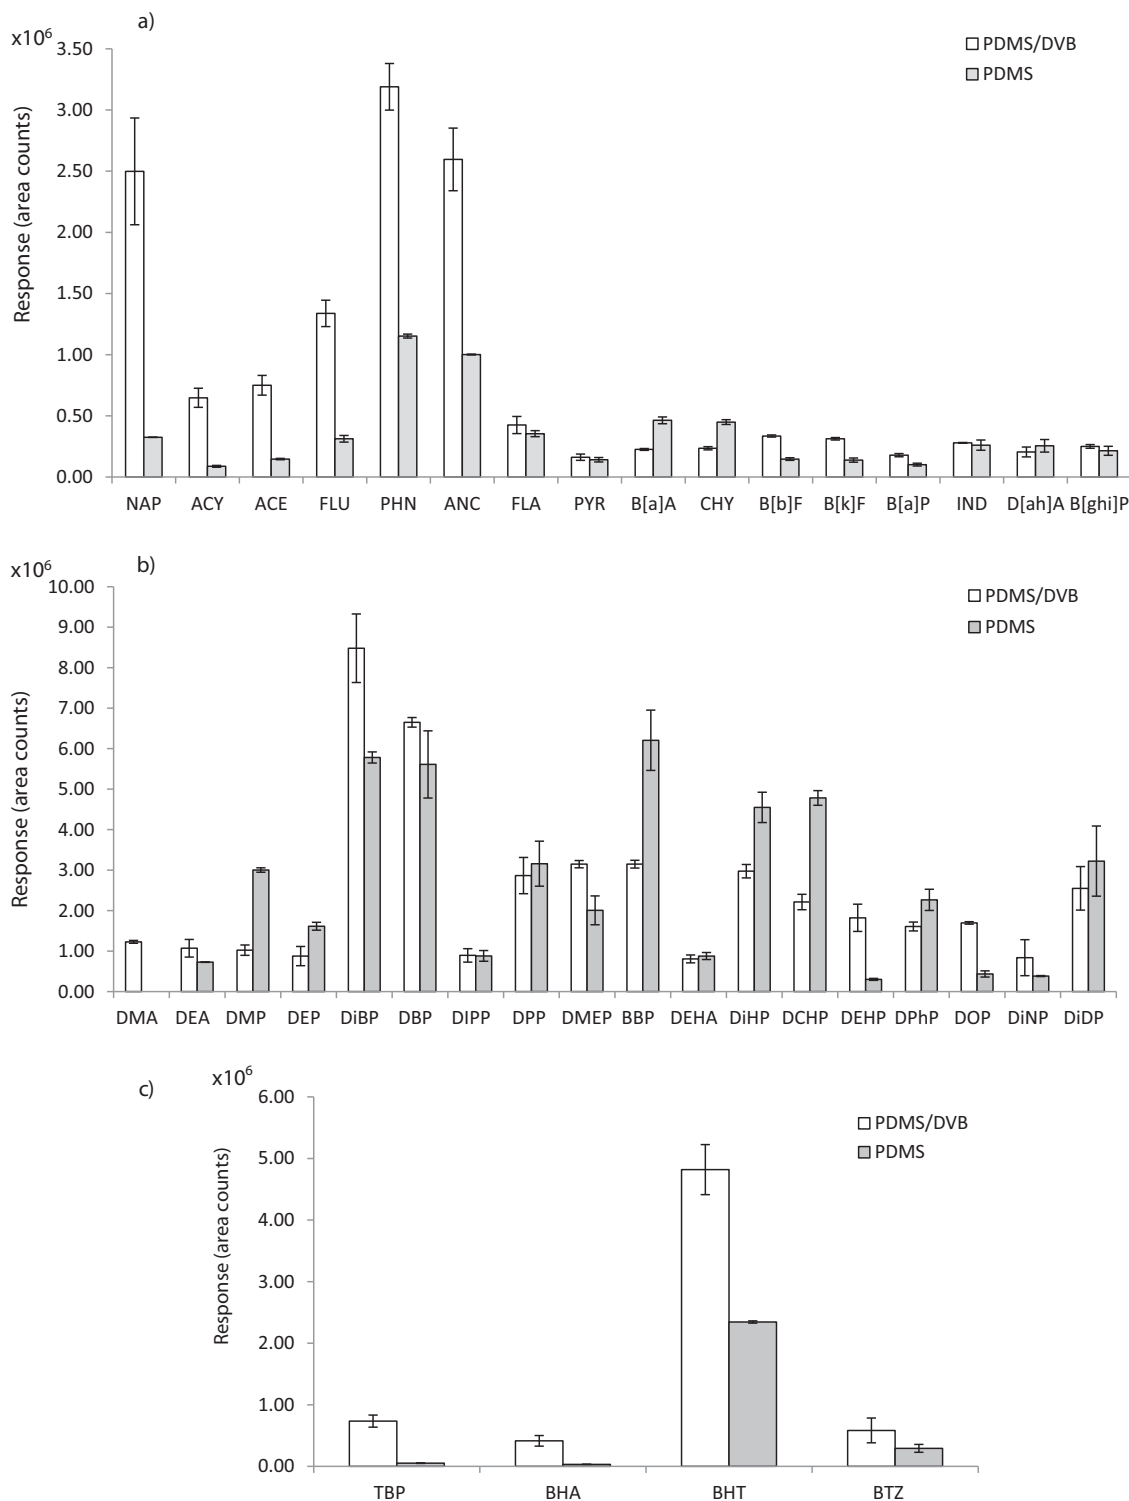 a)
x10⁶
PDMS/DVB
PDMS
Response (area counts)
3.50
3.00
2.50
2.00
1.50
1.00
0.50
0.00
NAP ACY ACE FLU PHN ANC FLA PYR B[a]A CHY B[b]F B[k]F B[a]P IND D[ah]A B[ghi]P
b)
x10⁶
PDMS/DVB
PDMS
Response (area counts)
10.00
9.00
8.00
7.00
6.00
5.00
4.00
3.00
2.00
1.00
0.00
DMA DEA DMP DEP DiBP DBP DIPP DPP DMEP BBP DEHA DiHP DCHP DEHP DPhP DOP DiNP DiDP
c)
x10⁶
PDMS/DVB
PDMS
Response (area counts)
6.00
5.00
4.00
3.00
2.00
1.00
0.00
TBP BHA BHT BTZ